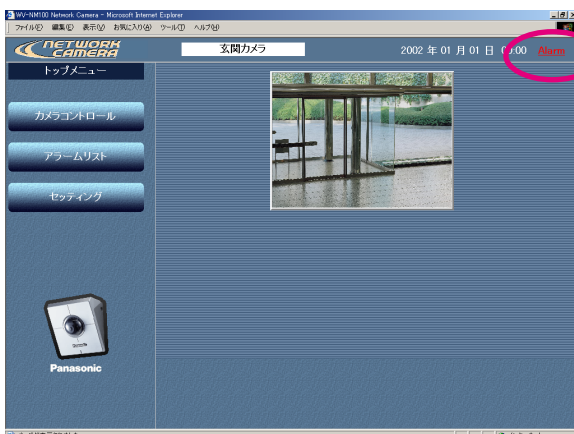 WV-NM100 Network Camera - Microsoft Internet Explorer
ファイル(F) 編集(E) 表示(V) お気に入り(A) ツール(T) ヘルプ(H)
NETWORK
CAMERA
玄関カメラ
2002 年 01 月 01 日
00:00
Alarm
トップメニュー
カメラコントロール
アラームリスト
セッティング
Panasonic